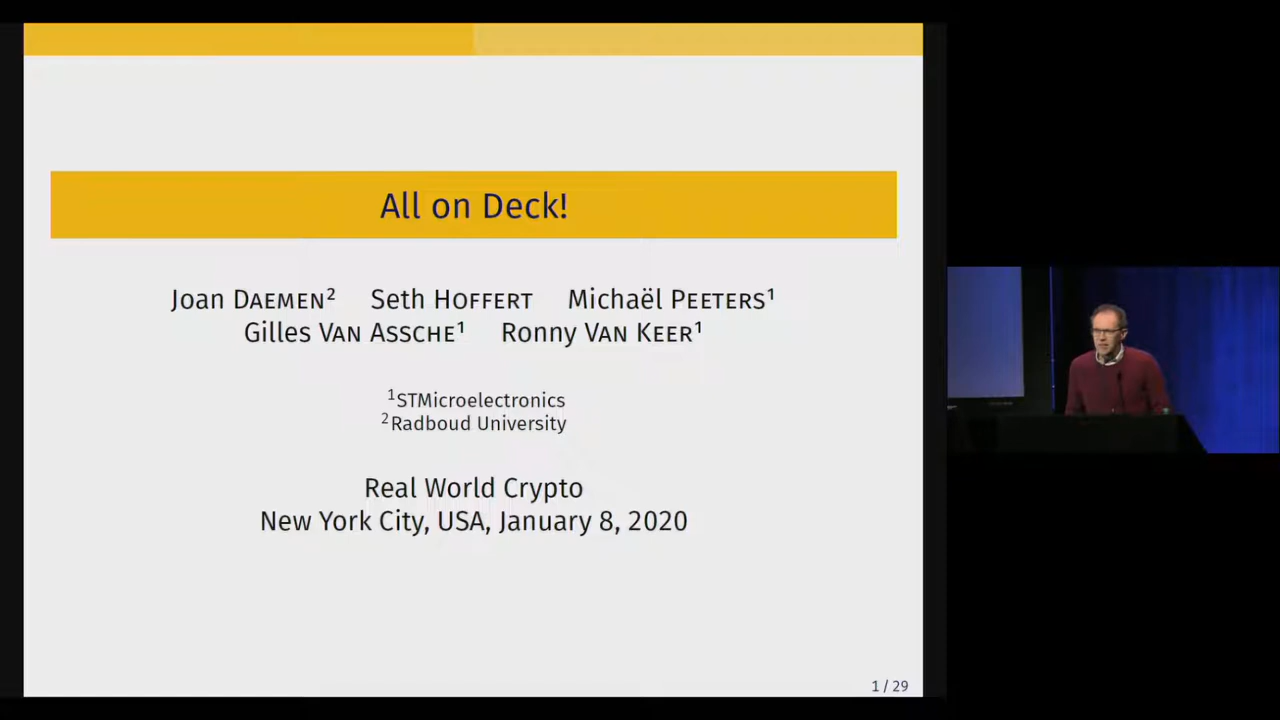 All on Deck!
Joan DAEMEN² Seth HOFFERT Michaël PEETERS¹
Gilles VAN ASSCHE¹ Ronny VAN KEER¹
¹STMicroelectronics
²Radboud University
Real World Crypto
New York City, USA, January 8, 2020
1 / 29